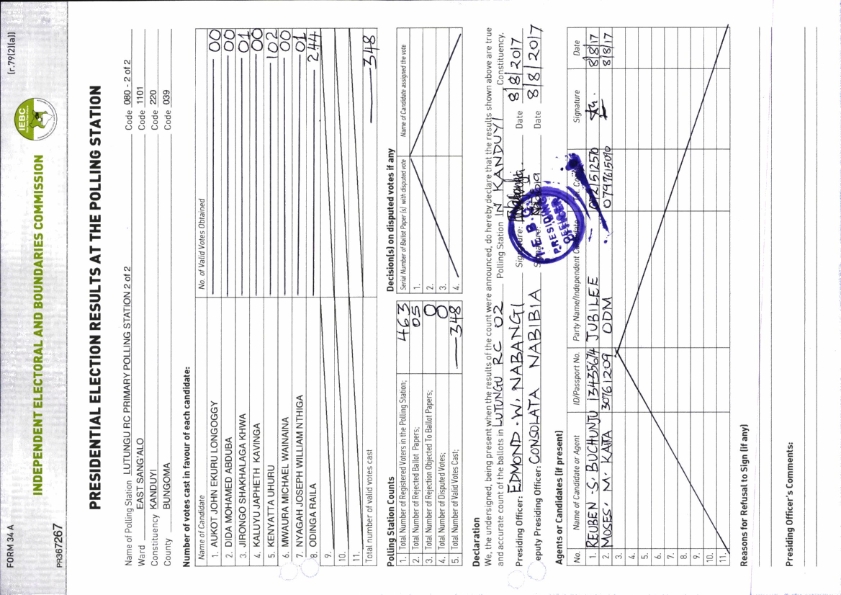 FORM 34 A
[r.79(2)(a)]
IEBC
INDEPENDENT ELECTORAL AND BOUNDARIES COMMISSION
PR367267
PRESIDENTIAL ELECTION RESULTS AT THE POLLING STATION
Name of Polling Station LUTUNGU RC PRIMARY POLLING STATION 2 of 2 Code 080 - 2 of 2
Ward EAST SANG'ALO Code 1101
Constituency KANDUYI Code 220
County BUNGOMA Code 039
Number of votes cast in favour of each candidate:
Name of Candidate No. of Valid Votes Obtained
1. AUKOT JOHN EKURU LONGOGGY 00
2. DIDA MOHAMED ABDUBA 00
3. JIRONGO SHAKHALAGA KHWA 01
4. KALUYU JAPHETH KAVINGA 00
5. KENYATTA UHURU 102
6. MWAURA MICHAEL WAINAINA 00
7. NYAGAH JOSEPH WILLIAM NTHIGA 01
8. ODINGA RAILA 244
9.
10.
11.
Total number of valid votes cast 348
Polling Station Counts
1. Total Number of Registered Voters in the Polling Station; 463
2. Total Number of Rejected Ballot Papers; 05
3. Total Number of Rejection Objected To Ballot Papers; 0
4. Total Number of Disputed Votes; 0
5. Total Number of Valid Votes Cast; 348
Decision(s) on disputed votes if any
Serial Number of Ballot Paper (s) with disputed vote Name of Candidate assigned the vote
1.
2.
3.
4.
Declaration
We, the undersigned, being present when the results of the count were announced, do hereby declare that the results shown above are true
and accurate count of the ballots in LUTUNGU RC 02 Polling Station IN KANDUYI Constituency.
Presiding Officer: EDMOND .W. NABANGI Signature: Date 8/8/2017
eputy Presiding Officer: CONSOLATA NABIBIA Date 8/8/2017
I.E.B.C
PRESIDING
OFFICER
Agents or Candidates (if present)
No. Name of Candidate or Agent ID/Passport No. Party Name/Independent Signature Date
1. REUBEN .S. BUCHUNJU 13435674 JUBILEE 8/8/17
2. MOSES. M. KAITA 30761209 ODM 8/8/17
3.
4.
5.
6.
7.
8.
9.
10.
11.
Reasons for Refusal to Sign (if any)
Presiding Officer's Comments: